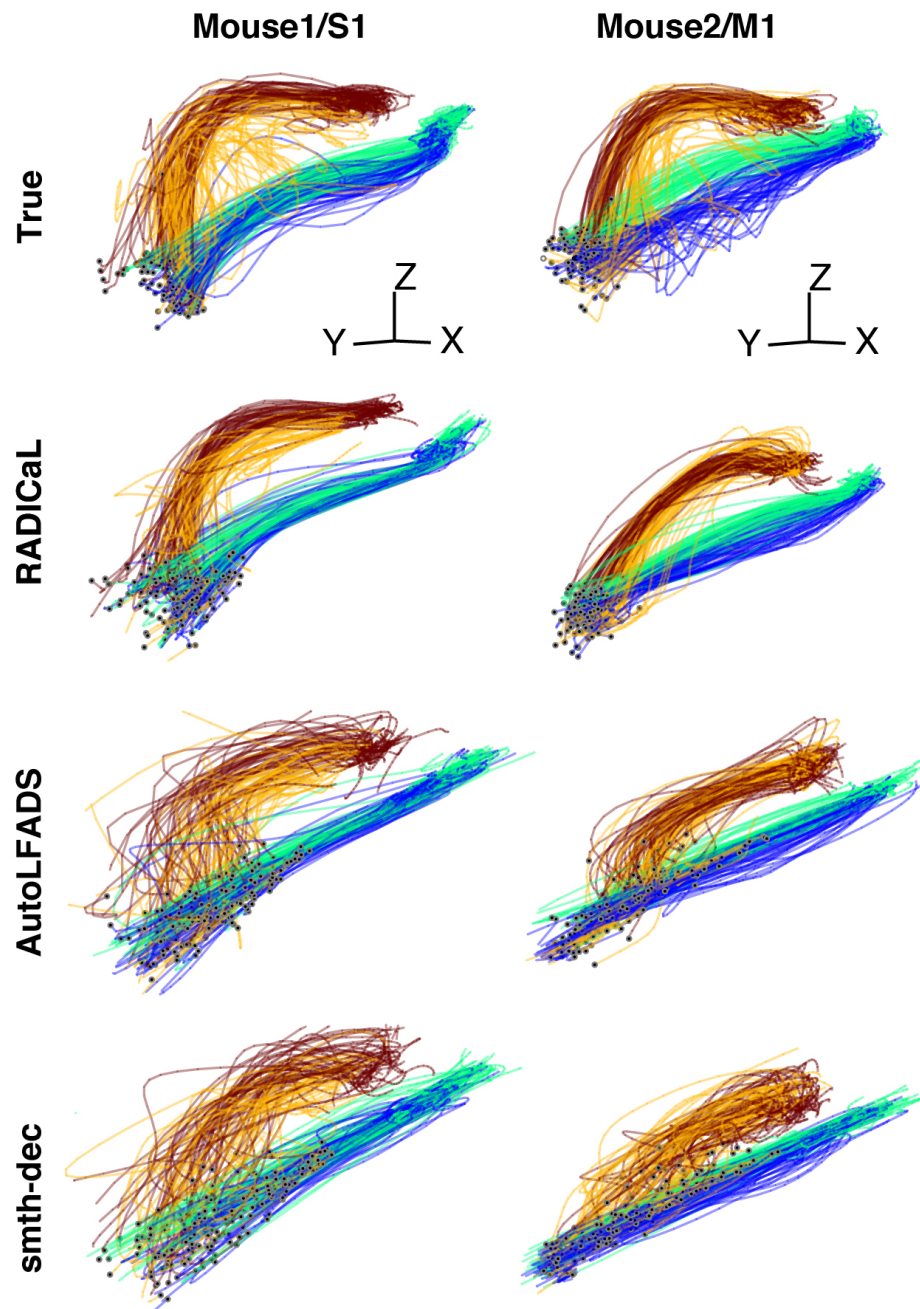 Mouse1/S1 Mouse2/M1
True
Z Z
Y X Y X
RADICaL
AutoLFADS
smth-dec